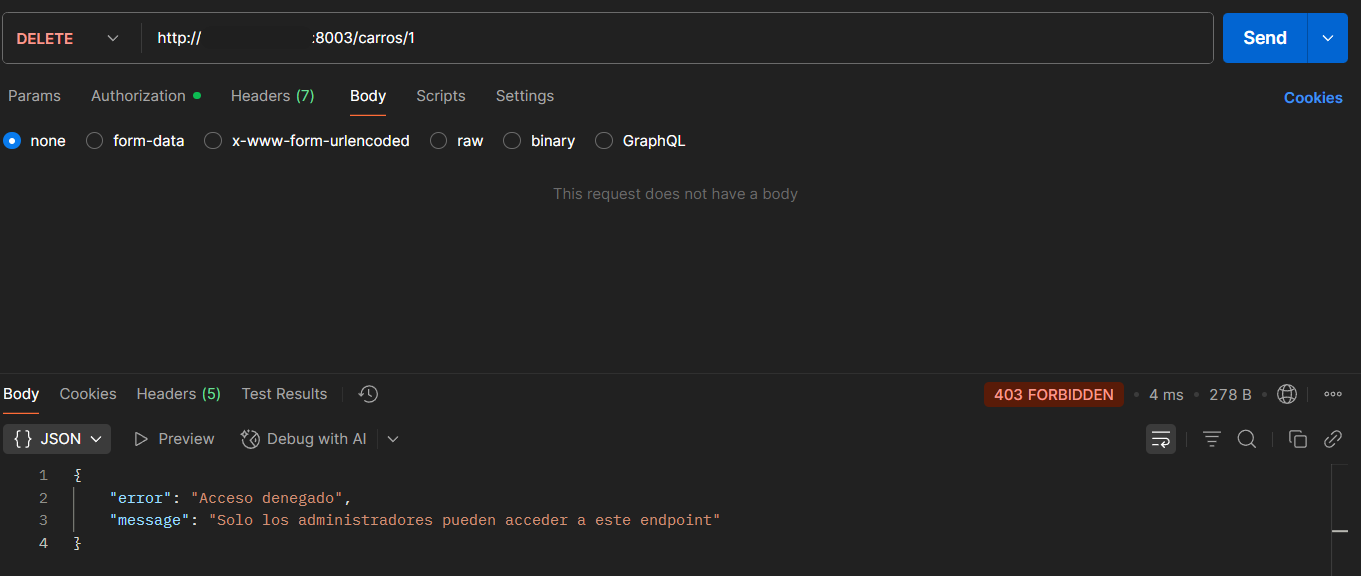 DELETE http:// :8003/carros/1 Send
Params Authorization Headers (7) Body Scripts Settings Cookies
none form-data x-www-form-urlencoded raw binary GraphQL
This request does not have a body
Body Cookies Headers (5) Test Results 403 FORBIDDEN • 4 ms • 278 B •
{ } JSON Preview Debug with AI
1 {
2 "error": "Acceso denegado",
3 "message": "Solo los administradores pueden acceder a este endpoint"
4 }